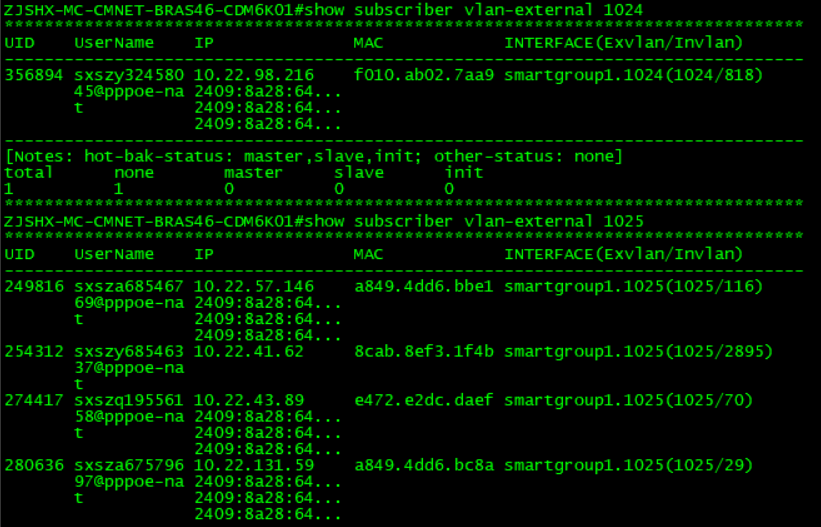 ZJSHX-MC-CMNET-BRAS46-CDM6K01#show subscriber vlan-external 1024
********************************************************************************
UID    UserName    IP              MAC            INTERFACE(Exvlan/Invlan)
--------------------------------------------------------------------------------
356894 sxszy324580 10.22.98.216    f010.ab02.7aa9 smartgroup1.1024(1024/818)
       45@pppoe-na 2409:8a28:64...
       t           2409:8a28:64...
                   2409:8a28:64...
--------------------------------------------------------------------------------
[Notes: hot-bak-status: master,slave,init; other-status: none]
total      none       master     slave      init
1          1          0          0          0
********************************************************************************
ZJSHX-MC-CMNET-BRAS46-CDM6K01#show subscriber vlan-external 1025
********************************************************************************
UID    UserName    IP              MAC            INTERFACE(Exvlan/Invlan)
--------------------------------------------------------------------------------
249816 sxsza685467 10.22.57.146    a849.4dd6.bbe1 smartgroup1.1025(1025/116)
       69@pppoe-na 2409:8a28:64...
       t           2409:8a28:64...
                   2409:8a28:64...
254312 sxszy685463 10.22.41.62     8cab.8ef3.1f4b smartgroup1.1025(1025/2895)
       37@pppoe-na
       t
274417 sxszq195561 10.22.43.89     e472.e2dc.daef smartgroup1.1025(1025/70)
       58@pppoe-na 2409:8a28:64...
       t           2409:8a28:64...
                   2409:8a28:64...
280636 sxsza675796 10.22.131.59    a849.4dd6.bc8a smartgroup1.1025(1025/29)
       97@pppoe-na 2409:8a28:64...
       t           2409:8a28:64...
                   2409:8a28:64...